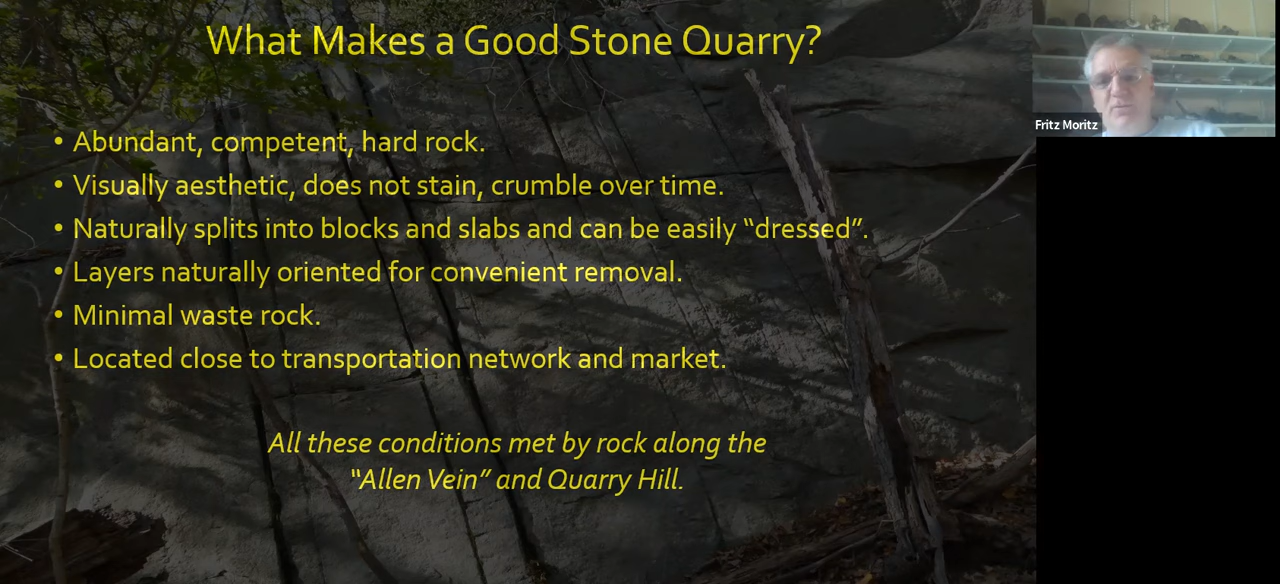 What Makes a Good Stone Quarry?
• Abundant, competent, hard rock.
• Visually aesthetic, does not stain, crumble over time.
• Naturally splits into blocks and slabs and can be easily “dressed”.
• Layers naturally oriented for convenient removal.
• Minimal waste rock.
• Located close to transportation network and market.
All these conditions met by rock along the
“Allen Vein” and Quarry Hill.
Fritz Moritz